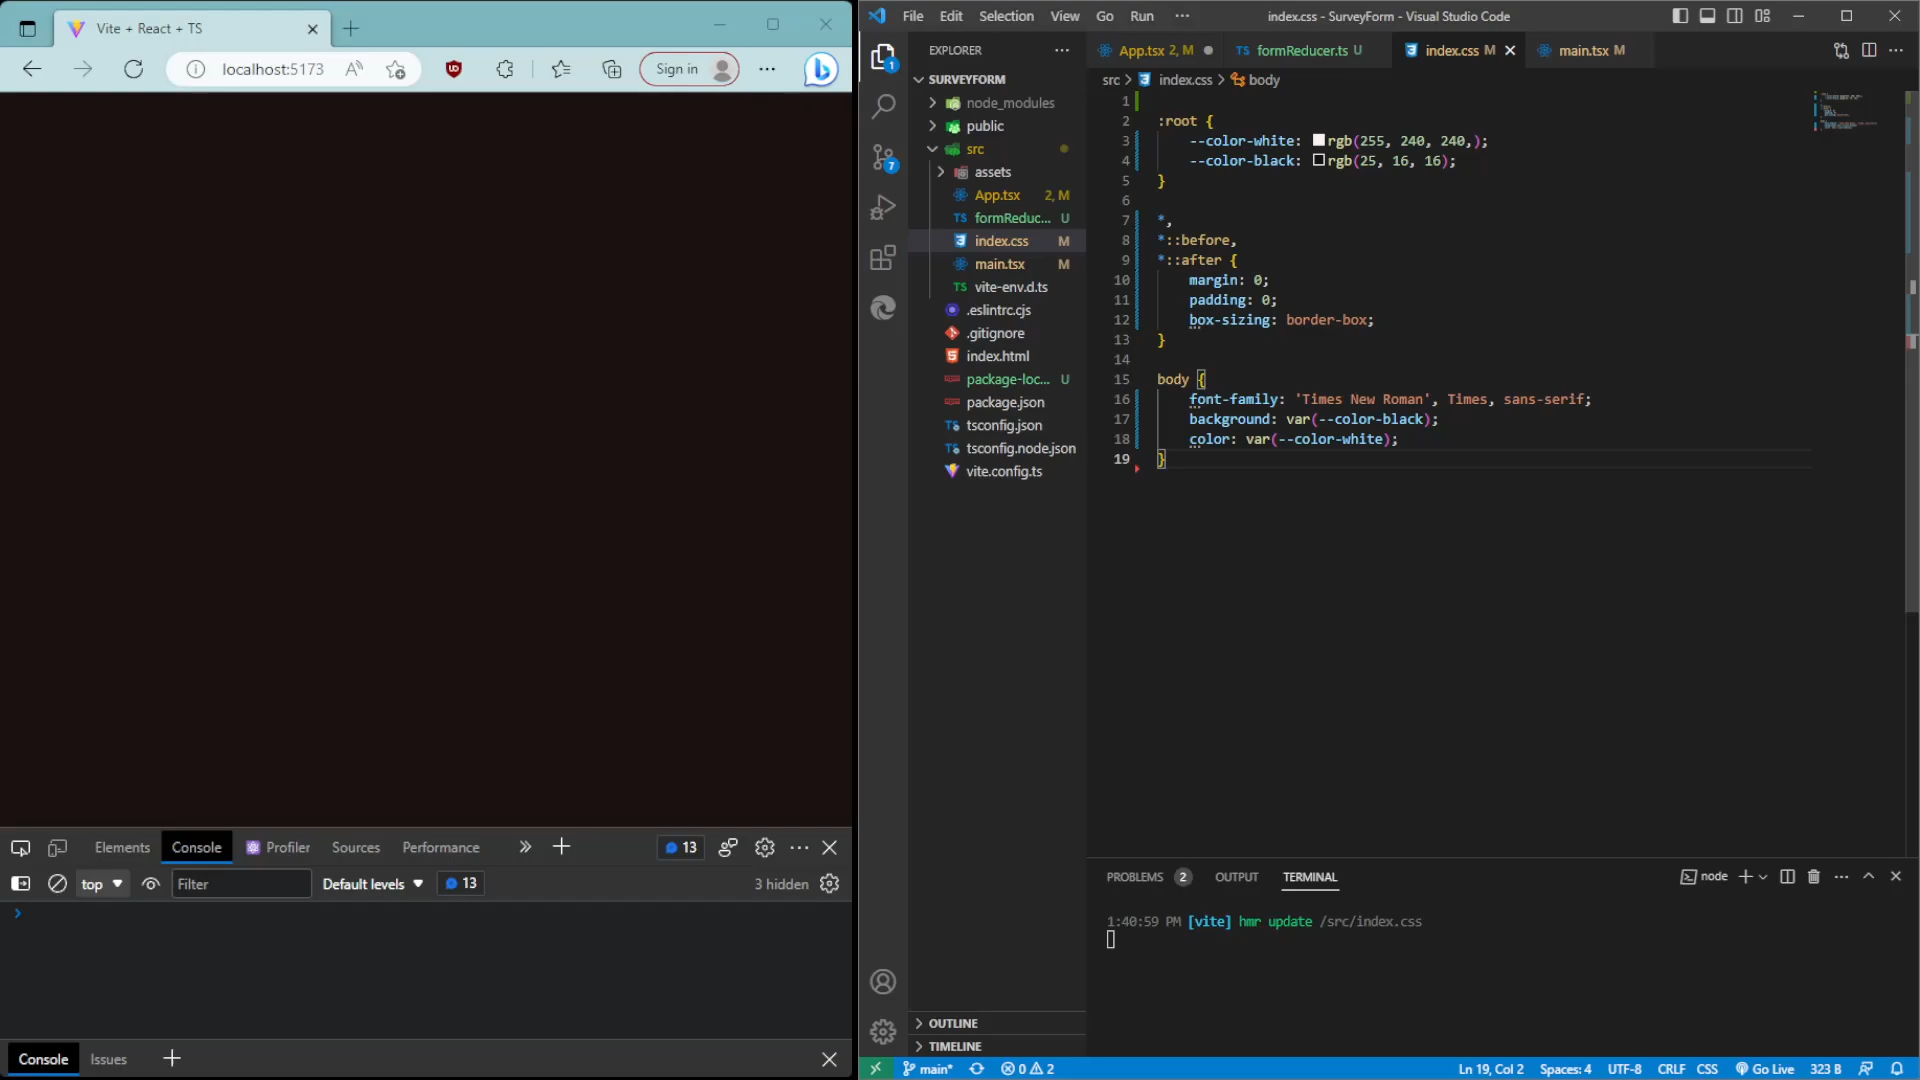 Vite + React + TS
localhost:5173
Sign in
Elements
Console
Profiler
Sources
Performance
13
top
Filter
Default levels
13
3 hidden
Console
Issues
File
Edit
Selection
View
Go
Run
index.css - SurveyForm - Visual Studio Code
1
7
EXPLORER
SURVEYFORM
node_modules
public
src
assets
App.tsx 2, M
formReduc... U
index.css M
main.tsx M
vite-env.d.ts
.eslintrc.cjs
.gitignore
index.html
package-loc... U
package.json
tsconfig.json
tsconfig.node.json
vite.config.ts
OUTLINE
TIMELINE
App.tsx 2, M
formReducer.ts U
index.css M
main.tsx M
src > index.css > body
1
2 :root {
3 --color-white: rgb(255, 240, 240,);
4 --color-black: rgb(25, 16, 16);
5 }
6
7 *,
8 *::before,
9 *::after {
10 margin: 0;
11 padding: 0;
12 box-sizing: border-box;
13 }
14
15 body {
16 font-family: 'Times New Roman', Times, sans-serif;
17 background: var(--color-black);
18 color: var(--color-white);
19 }
PROBLEMS 2
OUTPUT
TERMINAL
node
1:40:59 PM [vite] hmr update /src/index.css
main*
0 2
Ln 19, Col 2
Spaces: 4
UTF-8
CRLF
CSS
Go Live
323 B